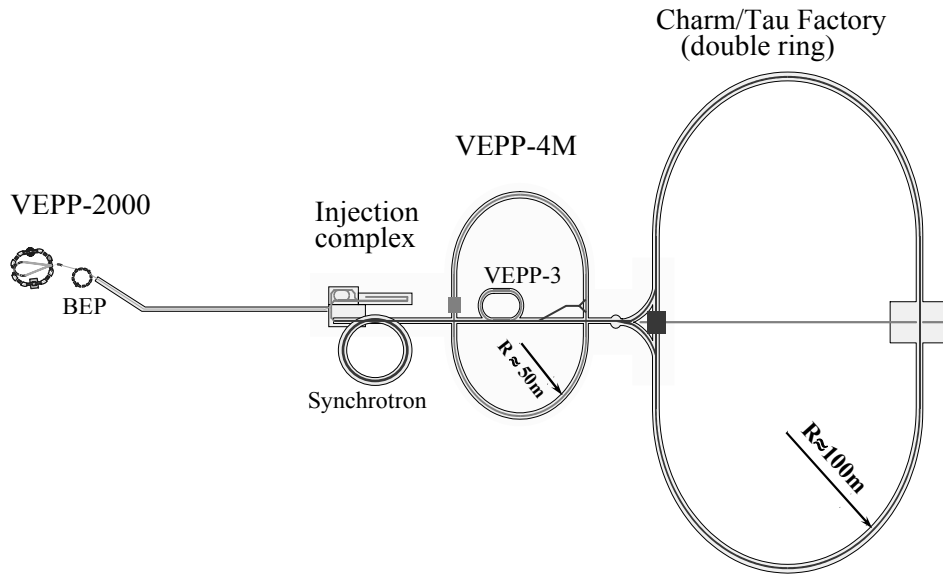 Charm/Tau Factory
(double ring)
VEPP-4M
VEPP-2000
Injection
complex
VEPP-3
BEP
R ≈ 50m
Synchrotron
R≈100m